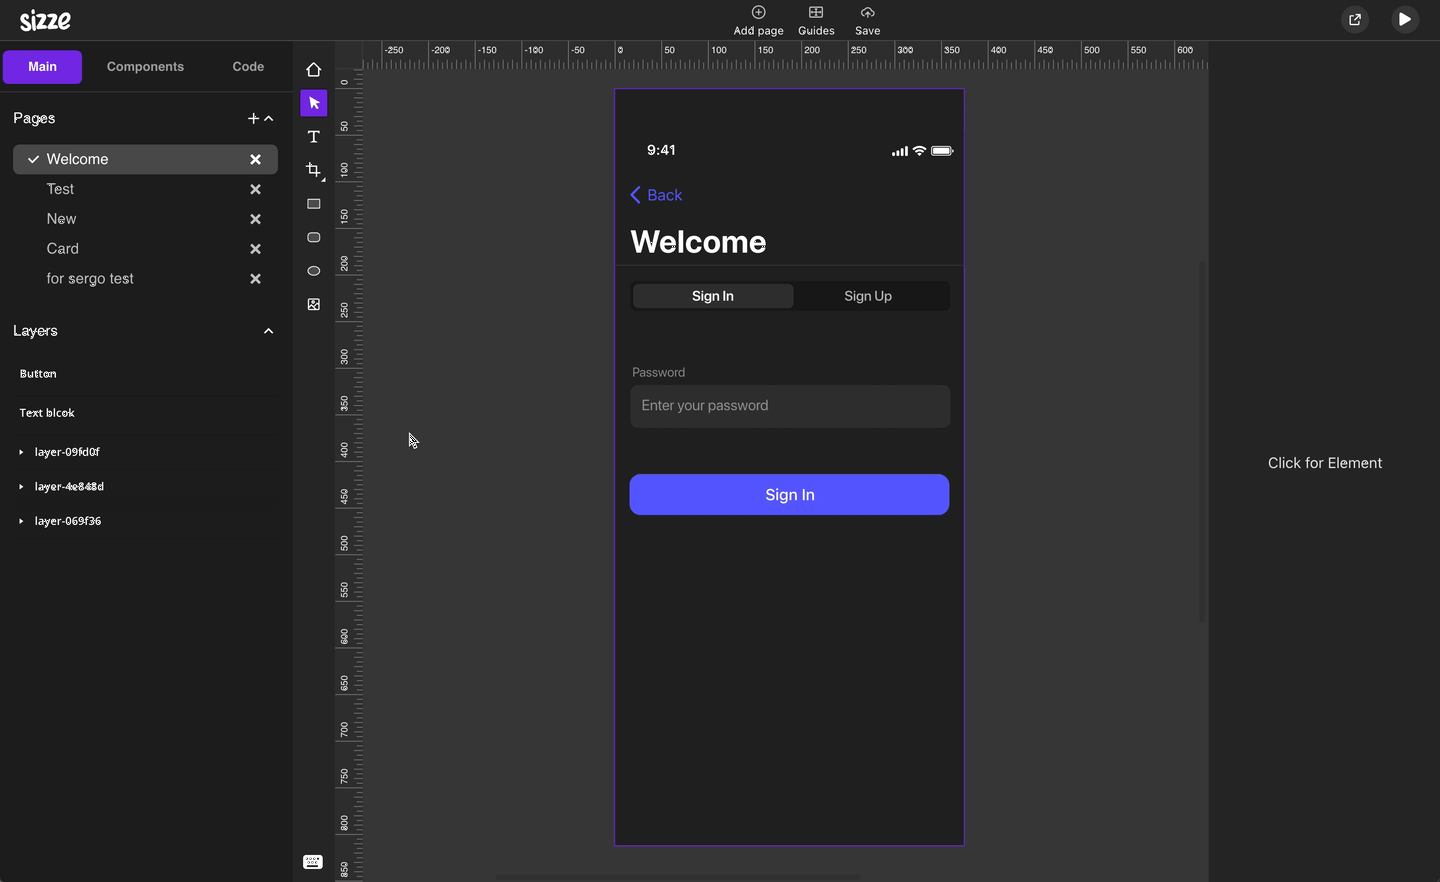 sizze
Add page
Guides
Save
Main
Components
Code
-250 -200 -150 -100 -50 0 50 100 150 200 250 300 350 400 450 500 550 600
Pages
Welcome
Test
New
Card
for sergo test
Layers
Button
Text blcok
layer-09fd0f
layer-4e848d
layer-069f36
0
50
100
150
200
250
300
350
400
450
500
550
600
650
700
750
800
850
9:41
Back
Welcome
Sign In
Sign Up
Password
Enter your password
Sign In
Click for Element